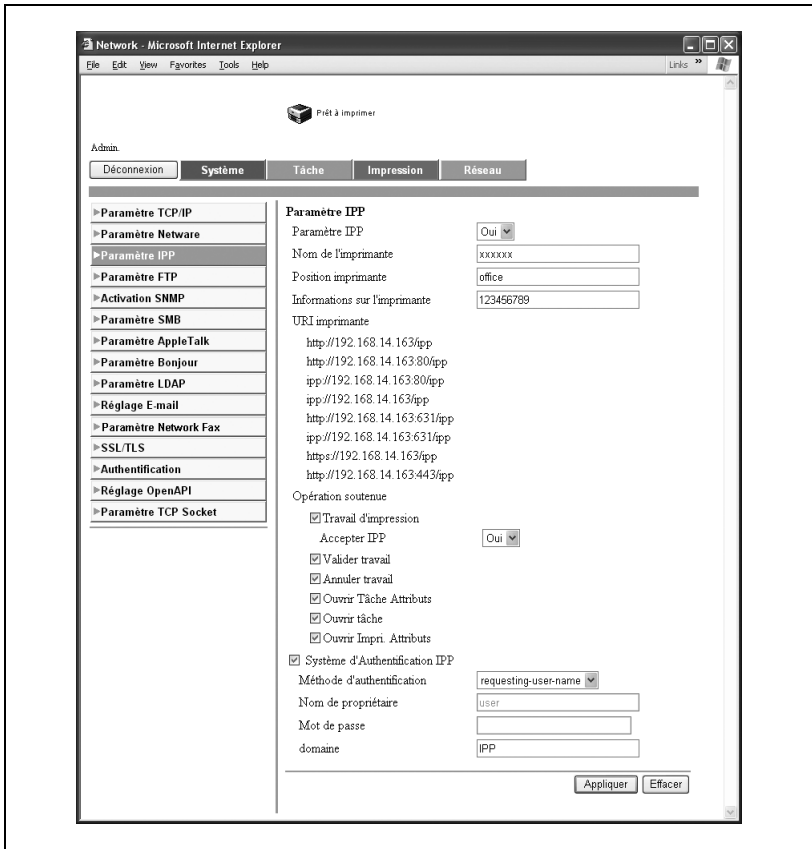 Network - Microsoft Internet Explorer
File Edit View Favorites Tools Help Links »
Prêt à imprimer
Admin.
Déconnexion Système Tâche Impression Réseau
Paramètre TCP/IP
Paramètre Netware
Paramètre IPP
Paramètre FTP
Activation SNMP
Paramètre SMB
Paramètre AppleTalk
Paramètre Bonjour
Paramètre LDAP
Réglage E-mail
Paramètre Network Fax
SSL/TLS
Authentification
Réglage OpenAPI
Paramètre TCP Socket
Paramètre IPP
Paramètre IPP Oui
Nom de l'imprimante xxxxxx
Position imprimante office
Informations sur l'imprimante 123456789
URI imprimante
http://192.168.14.163/ipp
http://192.168.14.163:80/ipp
ipp://192.168.14.163:80/ipp
ipp://192.168.14.163/ipp
http://192.168.14.163:631/ipp
ipp://192.168.14.163:631/ipp
https://192.168.14.163/ipp
http://192.168.14.163:443/ipp
Opération soutenue
Travail d'impression
Accepter IPP Oui
Valider travail
Annuler travail
Ouvrir Tâche Attributs
Ouvrir tâche
Ouvrir Impri. Attributs
Système d'Authentification IPP
Méthode d'authentification requesting-user-name
Nom de propriétaire user
Mot de passe
domaine IPP
Appliquer Effacer